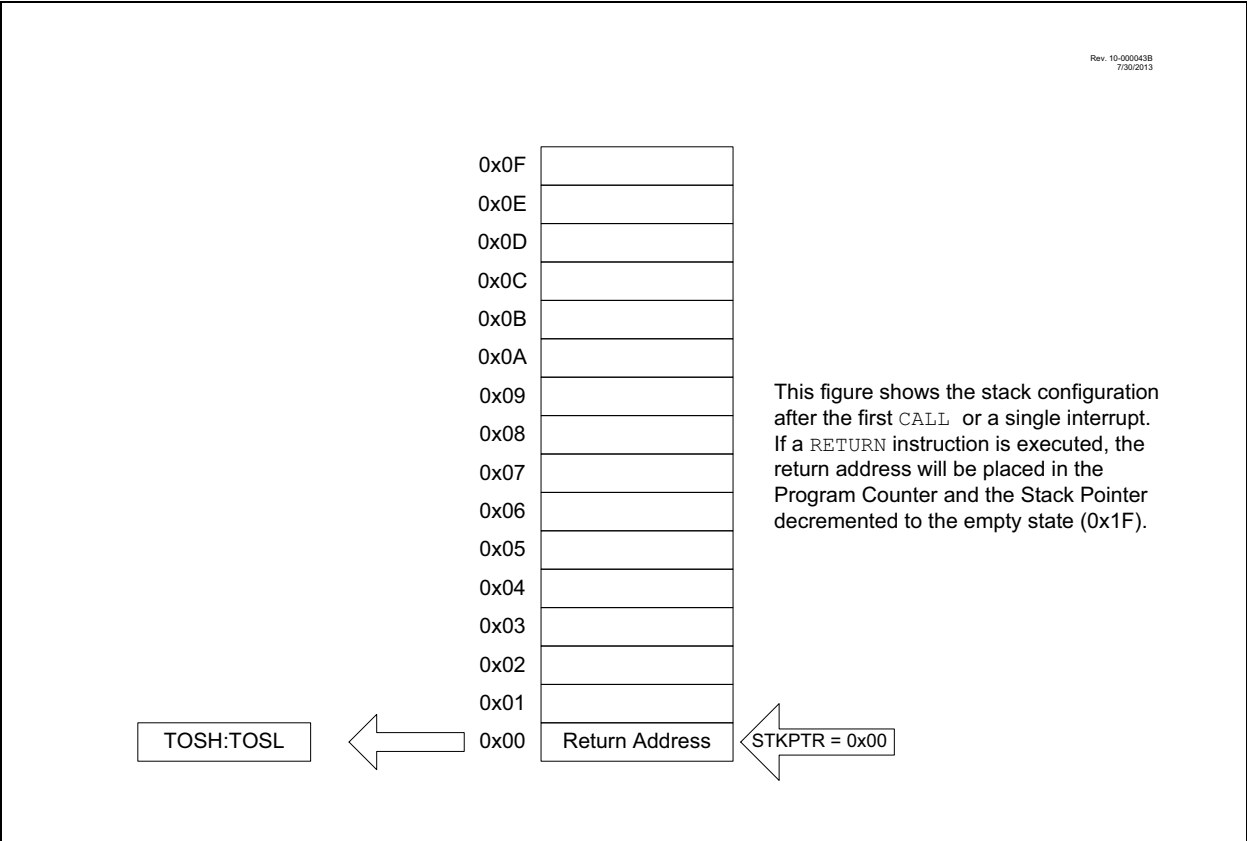 Rev. 10-000043B
7/30/2013
0x0F
0x0E
0x0D
0x0C
0x0B
0x0A
0x09
0x08
0x07
0x06
0x05
0x04
0x03
0x02
0x01
0x00
This figure shows the stack configuration
after the first CALL or a single interrupt.
If a RETURN instruction is executed, the
return address will be placed in the
Program Counter and the Stack Pointer
decremented to the empty state (0x1F).
TOSH:TOSL
Return Address
STKPTR = 0x00